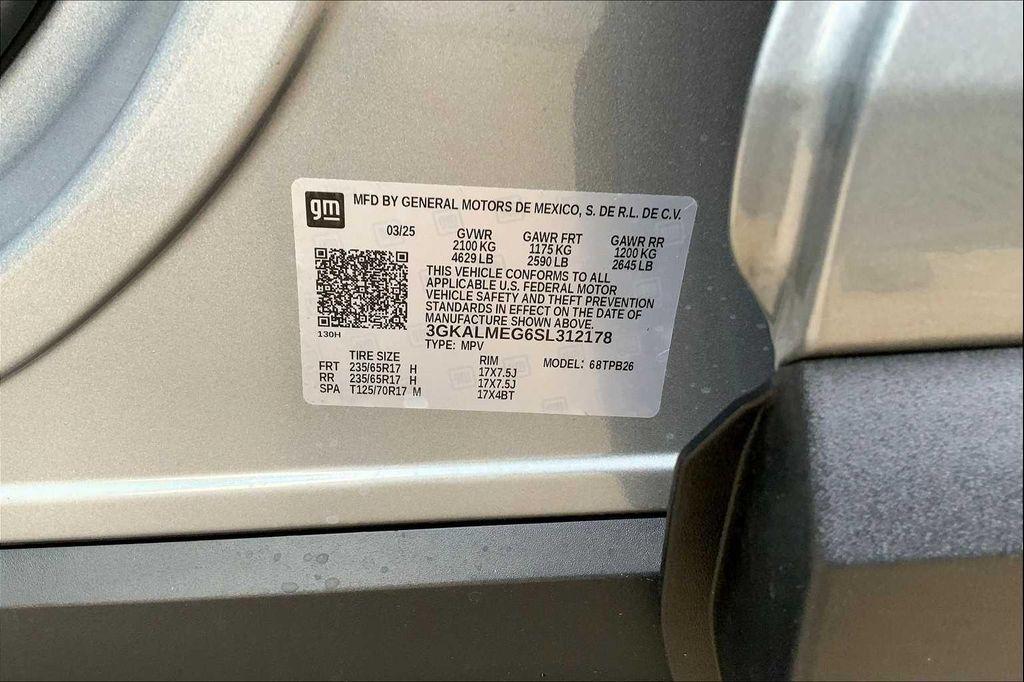 gm MFD BY GENERAL MOTORS DE MEXICO, S. DE R.L. DE C.V.
03/25 GVWR GAWR FRT GAWR RR
2100 KG 1175 KG 1200 KG
4629 LB 2590 LB 2645 LB
THIS VEHICLE CONFORMS TO ALL
APPLICABLE U.S. FEDERAL MOTOR
VEHICLE SAFETY AND THEFT PREVENTION
STANDARDS IN EFFECT ON THE DATE OF
MANUFACTURE SHOWN ABOVE.
130H 3GKALMEG6SL312178
TYPE: MPV
TIRE SIZE RIM MODEL: 68TPB26
FRT 235/65R17 H 17X7.5J
RR 235/65R17 H 17X7.5J
SPA T125/70R17 M 17X4BT